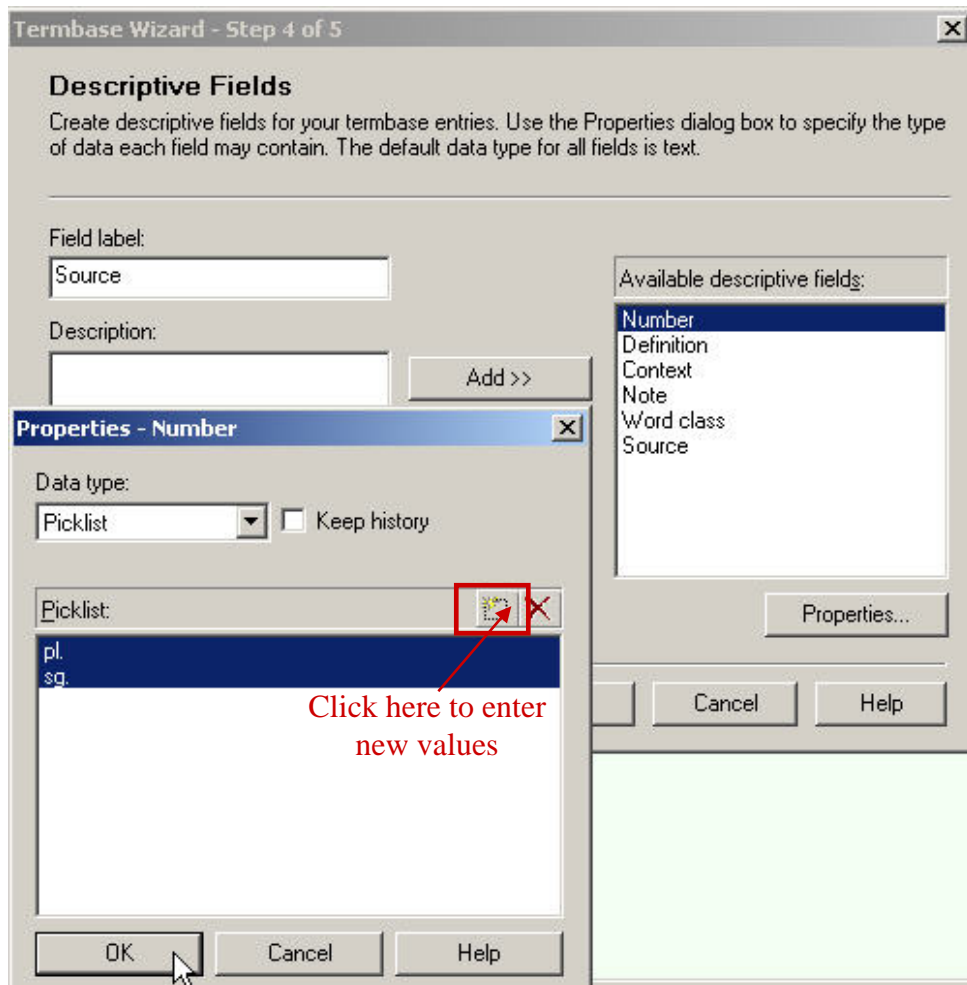 Termbase Wizard - Step 4 of 5
Descriptive Fields
Create descriptive fields for your termbase entries. Use the Properties dialog box to specify the type
of data each field may contain. The default data type for all fields is text.
Field label:
Source
Description:
Add >>
Available descriptive fields:
Number
Definition
Context
Note
Word class
Source
Properties...
Cancel
Help
Properties - Number
Data type:
Picklist
Keep history
Picklist:
pl.
sg.
Click here to enter
new values
OK
Cancel
Help